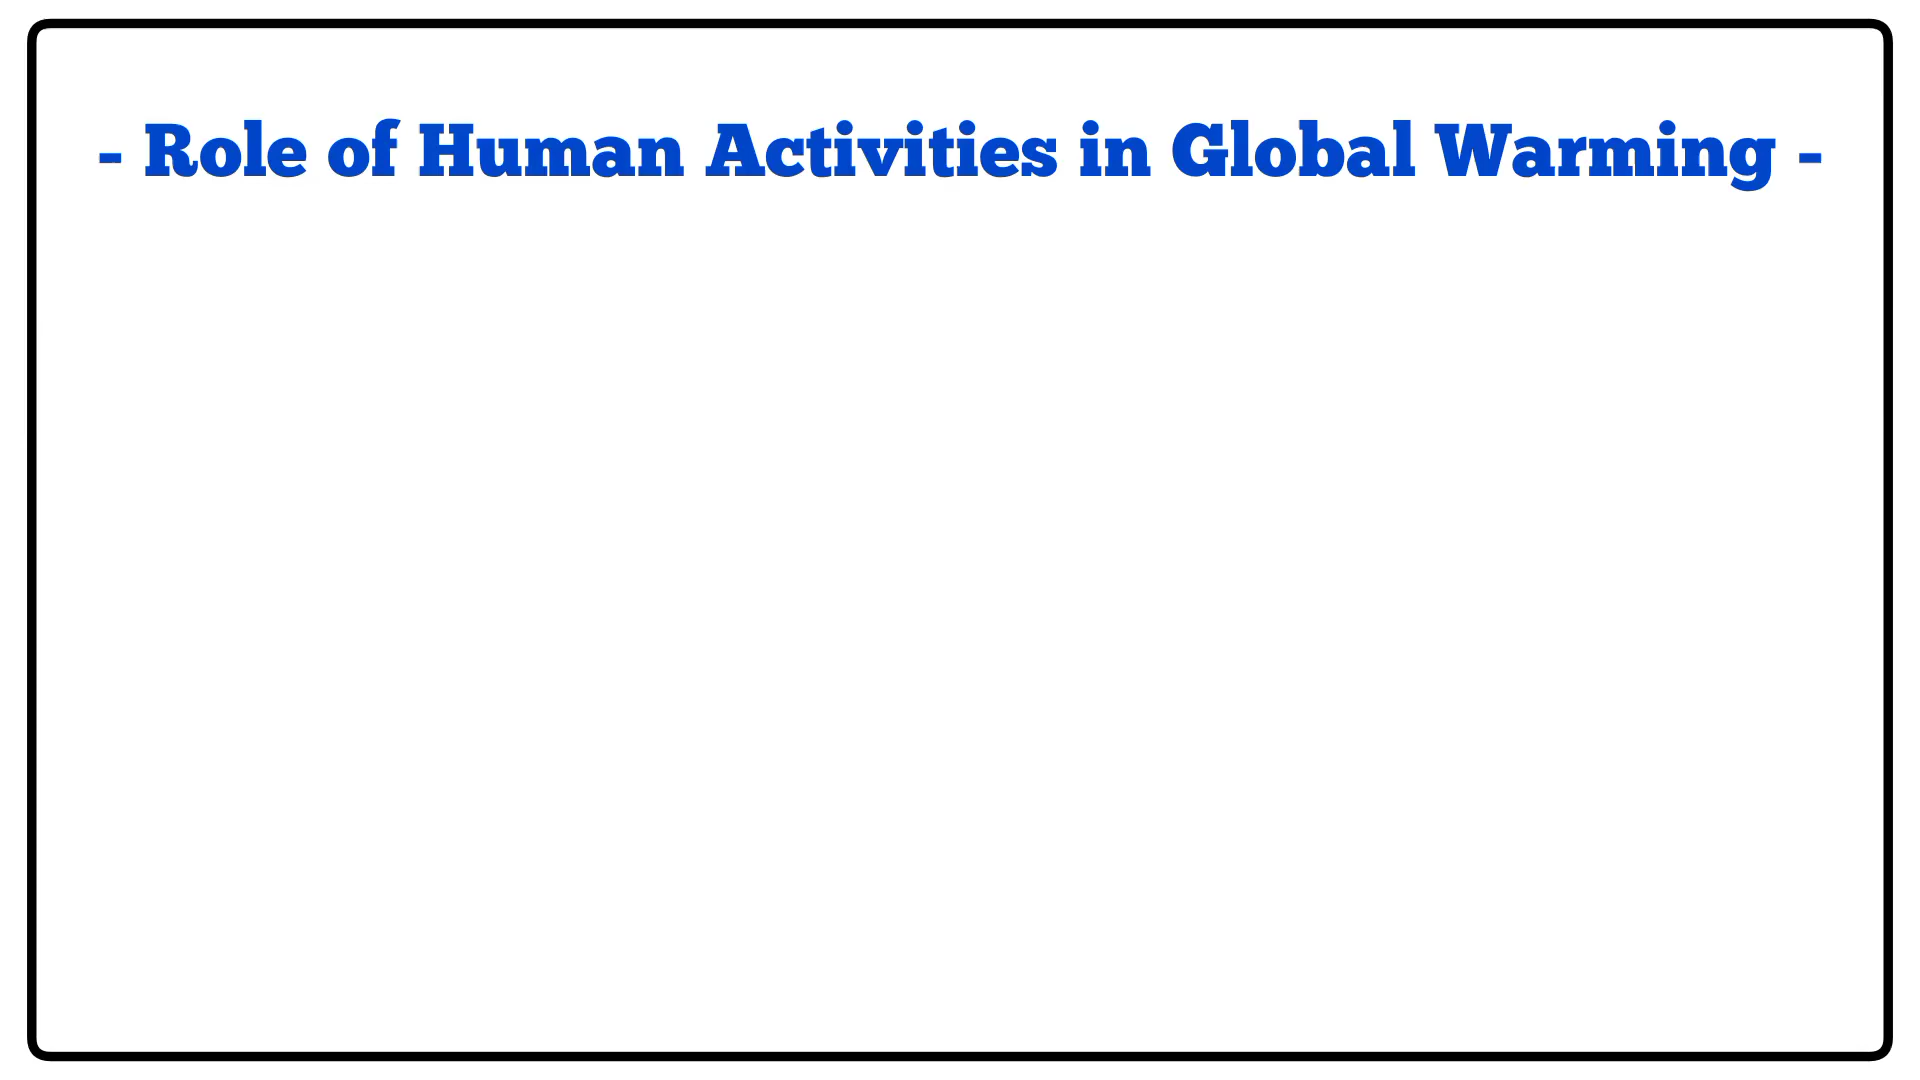 - Role of Human Activities in Global Warming -